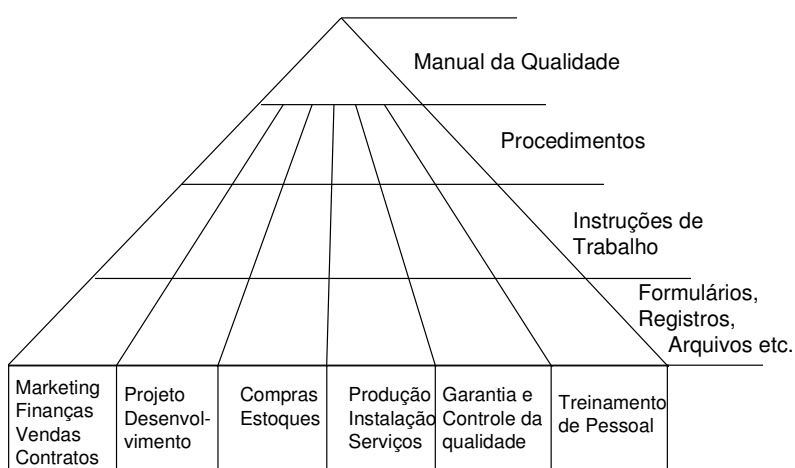 Manual da Qualidade
Procedimentos
Instruções de
Trabalho
Formulários,
Registros,
Arquivos etc.
Marketing
Finanças
Vendas
Contratos
Projeto
Desenvol-
vimento
Compras
Estoques
Produção
Instalação
Serviços
Garantia e
Controle da
qualidade
Treinamento
de Pessoal